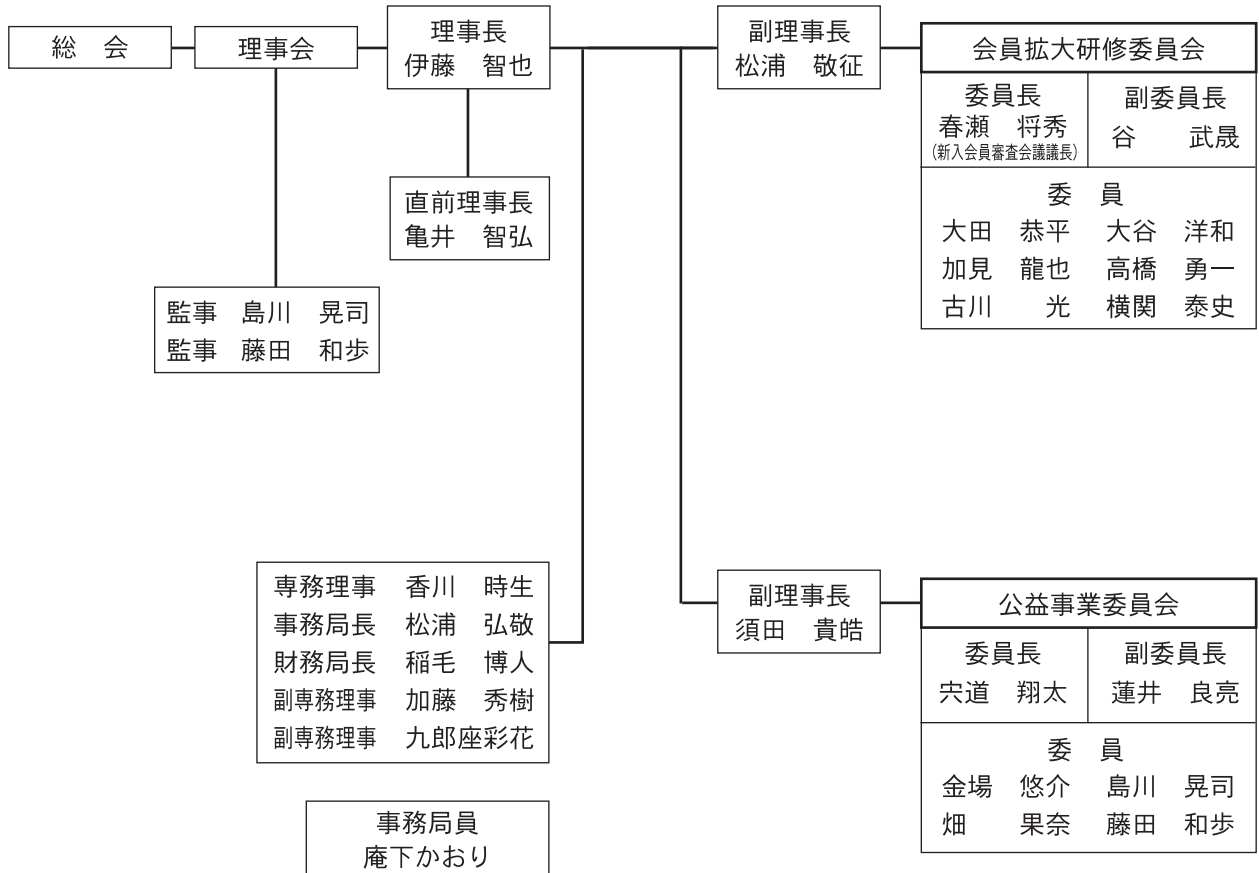 総　会
理事会
理事長
伊藤　智也
直前理事長
亀井　智弘
監事　島川　晃司
監事　藤田　和歩
専務理事　香川　時生
事務局長　松浦　弘敬
財務局長　稲毛　博人
副専務理事　加藤　秀樹
副専務理事　九郎座彩花
事務局員
庵下かおり
副理事長
松浦　敬征
会員拡大研修委員会
委員長
春瀬　将秀
(新入会員審査会議議長)
副委員長
谷　　武晟
委　員
大田　恭平　大谷　洋和
加見　龍也　高橋　勇一
古川　　光　横関　泰史
副理事長
須田　貴皓
公益事業委員会
委員長
宍道　翔太
副委員長
蓮井　良亮
委　員
金場　悠介　島川　晃司
畑　　果奈　藤田　和歩